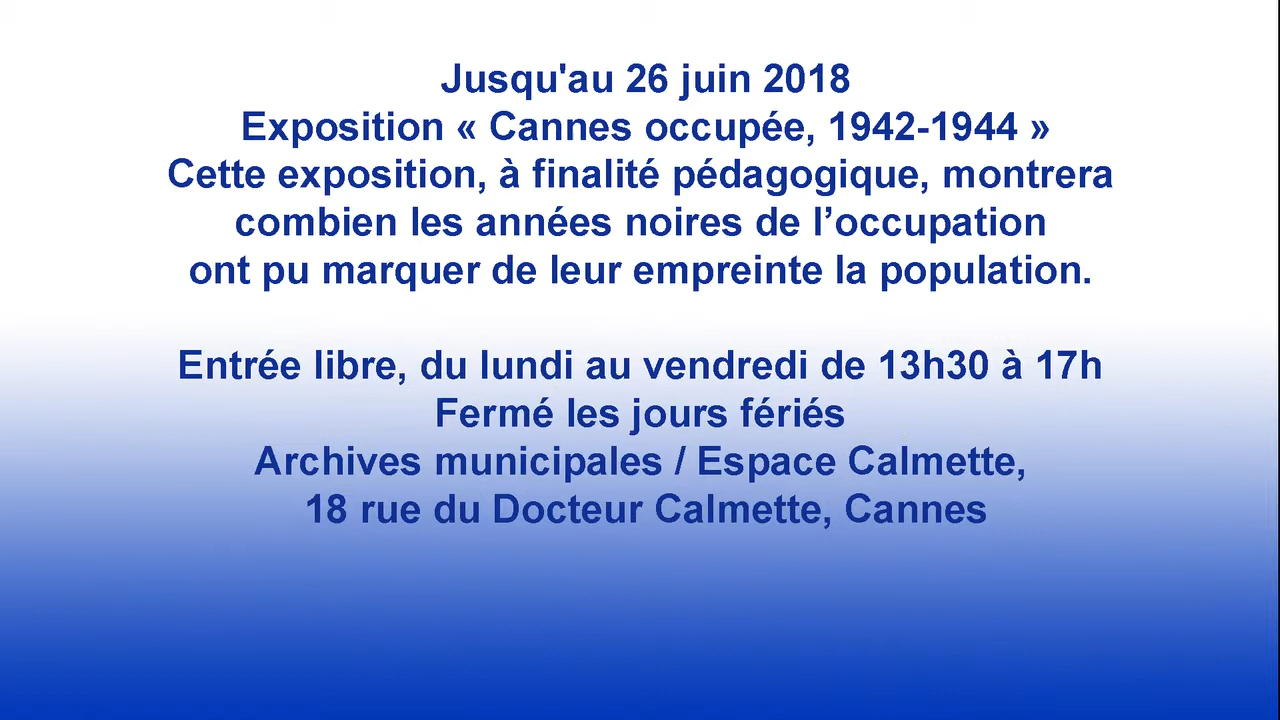 Jusqu'au 26 juin 2018
Exposition « Cannes occupée, 1942-1944 »
Cette exposition, à finalité pédagogique, montrera
combien les années noires de l’occupation
ont pu marquer de leur empreinte la population.
Entrée libre, du lundi au vendredi de 13h30 à 17h
Fermé les jours fériés
Archives municipales / Espace Calmette,
18 rue du Docteur Calmette, Cannes